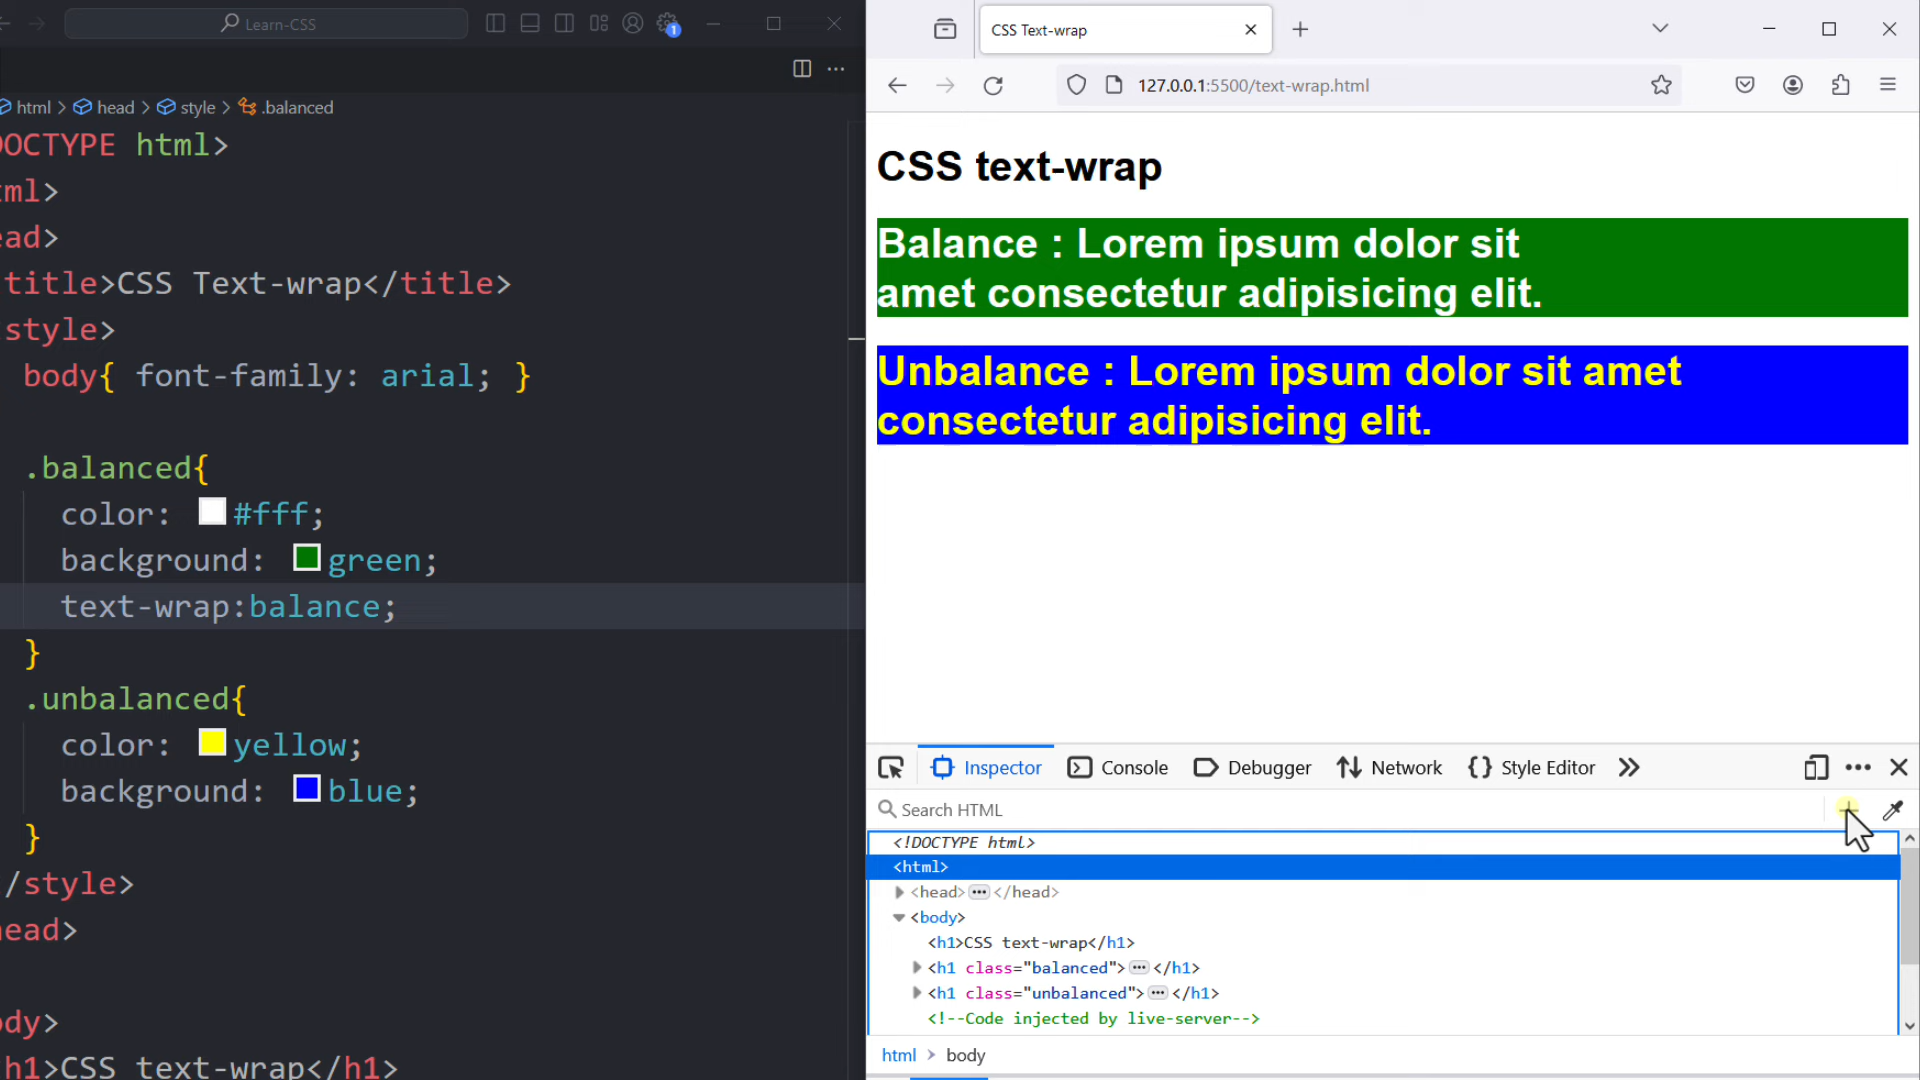 Learn-CSS
1
html > head > style > .balanced
OCTYPE html>
ml>
ead>
title>CSS Text-wrap</title>
style>
body{ font-family: arial; }
.balanced{
color: #fff;
background: green;
text-wrap:balance;
}
.unbalanced{
color: yellow;
background: blue;
}
/style>
ead>
dy>
h1>CSS text-wrap</h1>
CSS Text-wrap
127.0.0.1:5500/text-wrap.html
CSS text-wrap
Balance : Lorem ipsum dolor sit
amet consectetur adipisicing elit.
Unbalance : Lorem ipsum dolor sit amet
consectetur adipisicing elit.
Inspector Console Debugger Network {} Style Editor
Search HTML
<!DOCTYPE html>
<html>
<head>•••</head>
<body>
<h1>CSS text-wrap</h1>
<h1 class="balanced">•••</h1>
<h1 class="unbalanced">•••</h1>
<!--Code injected by live-server-->
html > body